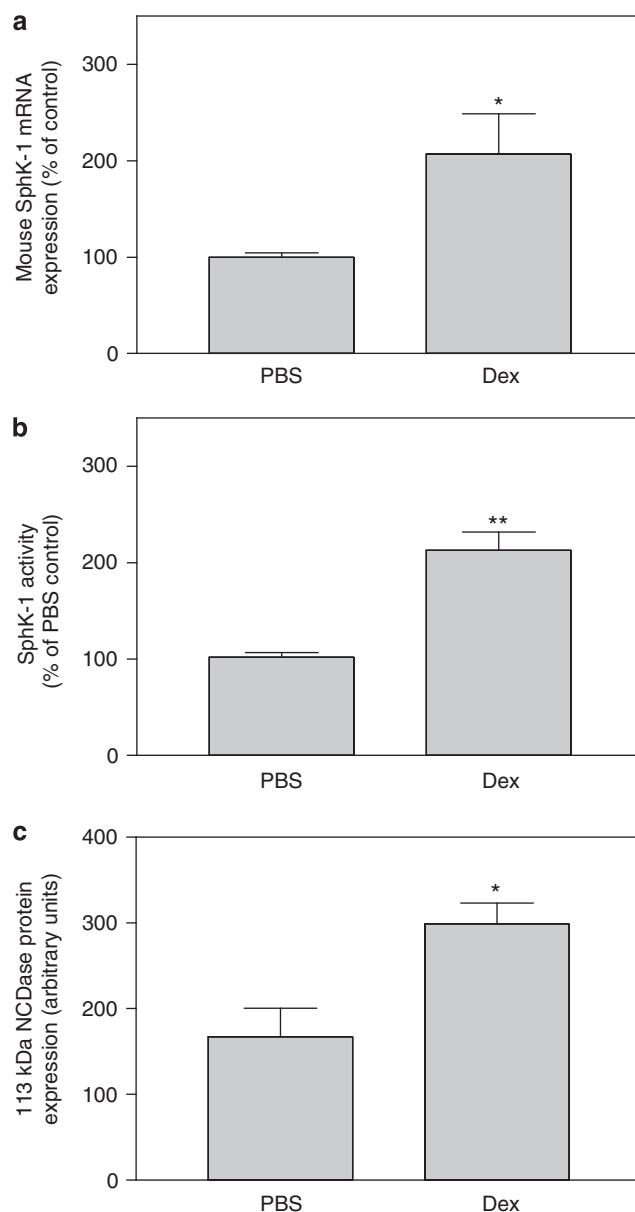 a
Mouse SphK-1 mRNA
expression (% of control)
300
200
100
0
*
PBS
Dex
b
SphK-1 activity
(% of PBS control)
300
200
100
0
**
PBS
Dex
c
113 kDa NCDase protein
expression (arbitrary units)
400
300
200
100
0
*
PBS
Dex